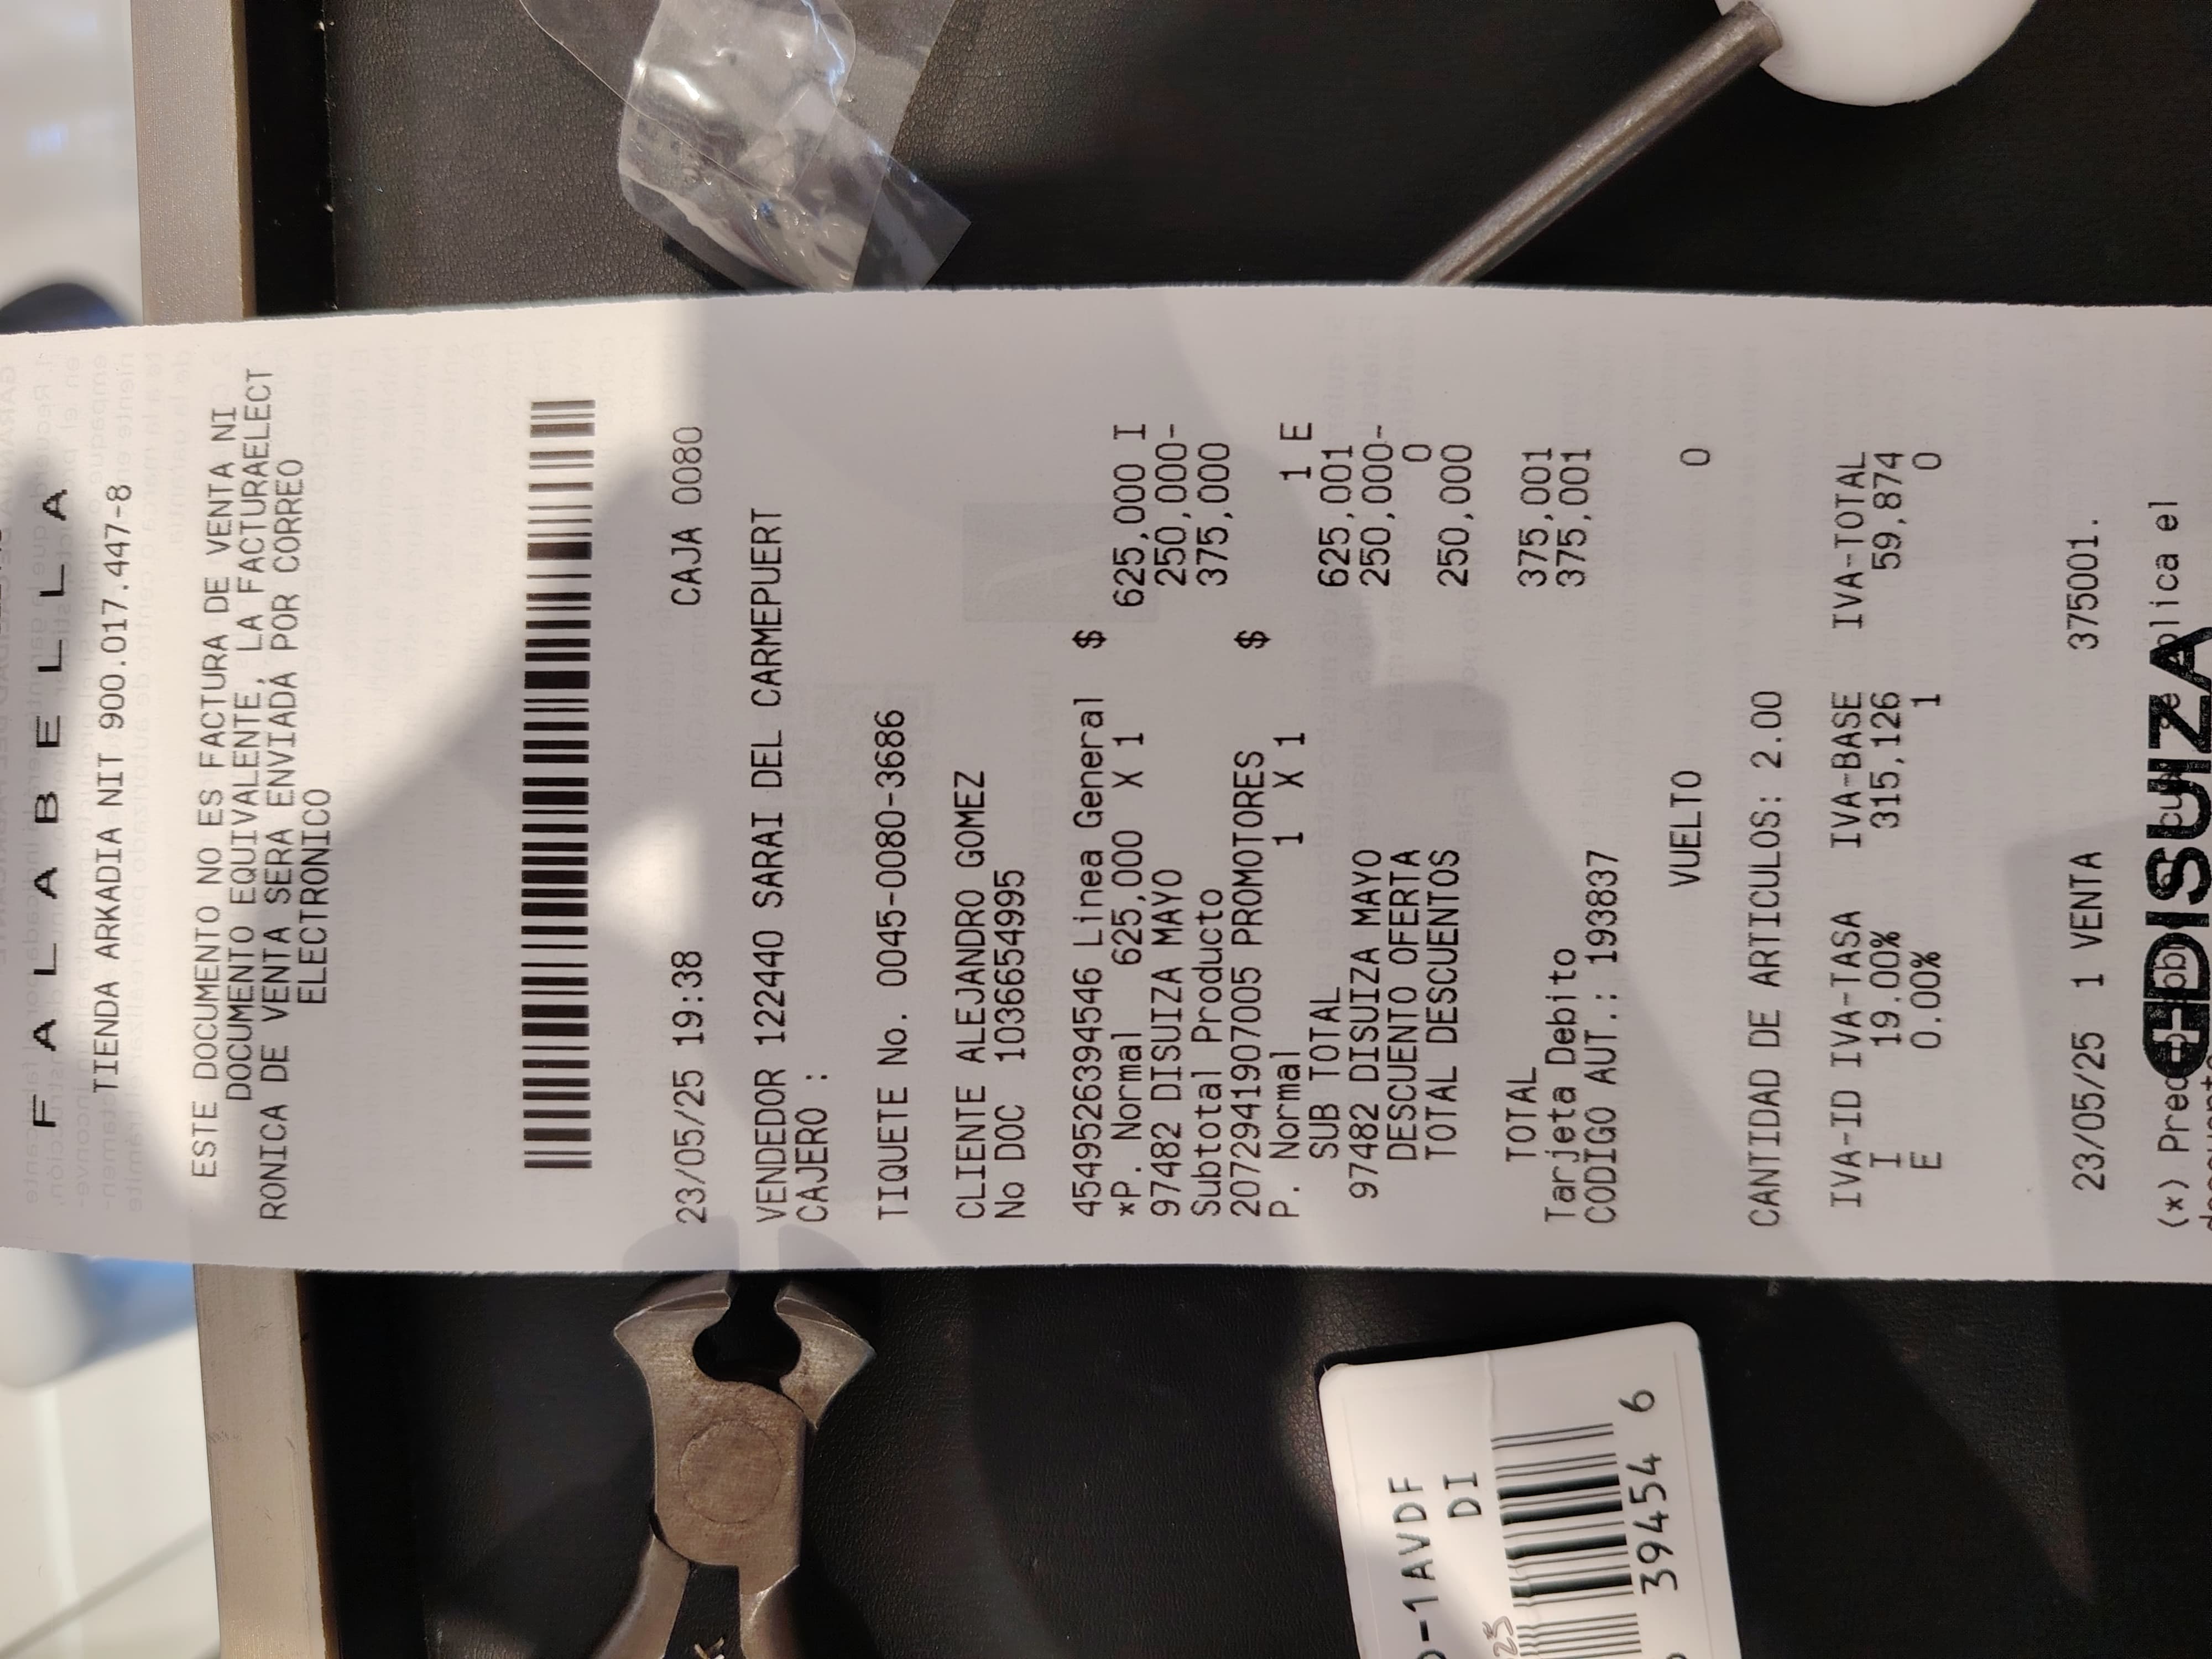 F A L A B E L L A
TIENDA ARKADIA NIT 900.017.447-8
ESTE DOCUMENTO NO ES FACTURA DE VENTA NI
DOCUMENTO EQUIVALENTE, LA FACTURAELECT
RONICA DE VENTA SERA ENVIADA POR CORREO
ELECTRONICO
23/05/25 19:38 CAJA 0080
VENDEDOR 122440 SARAI DEL CARMEPUERT
CAJERO :
TIQUETE No. 0045-0080-3686
CLIENTE ALEJANDRO GOMEZ
No DOC 1036654995
4549526394546 Linea General $
*P. Normal 625,000 X 1 625,000 I
97482 DISUIZA MAYO 250,000-
Subtotal Producto 375,000
2072941907005 PROMOTORES $
P. Normal 1 X 1 1 E
SUB TOTAL 625,001
97482 DISUIZA MAYO 250,000-
DESCUENTO OFERTA 0
TOTAL DESCUENTOS 250,000
TOTAL 375,001
Tarjeta Debito 375,001
CODIGO AUT.: 193837
VUELTO 0
CANTIDAD DE ARTICULOS: 2.00
IVA-ID IVA-TASA IVA-BASE IVA-TOTAL
I 19.00% 315,126 59,874
E 0.00% 1 0
23/05/25 1 VENTA 375001.
DISUIZA
plica el
-1AVDF
DI
25
39454 6